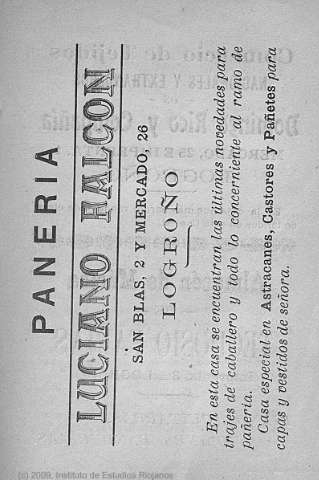 PANERIA
LUCIANO HALCON
SAN BLAS, 2 Y MERCADO, 26
LOGROÑO
En esta casa se encuentran las últimas novedades para
trajes de caballero y todo lo concerniente al ramo de
pañería.
Casa especial en Astracanes, Castores y Pañetes para
capas y vestidos de señora.
(c) 2009, Instituto de Estudios Riojanos